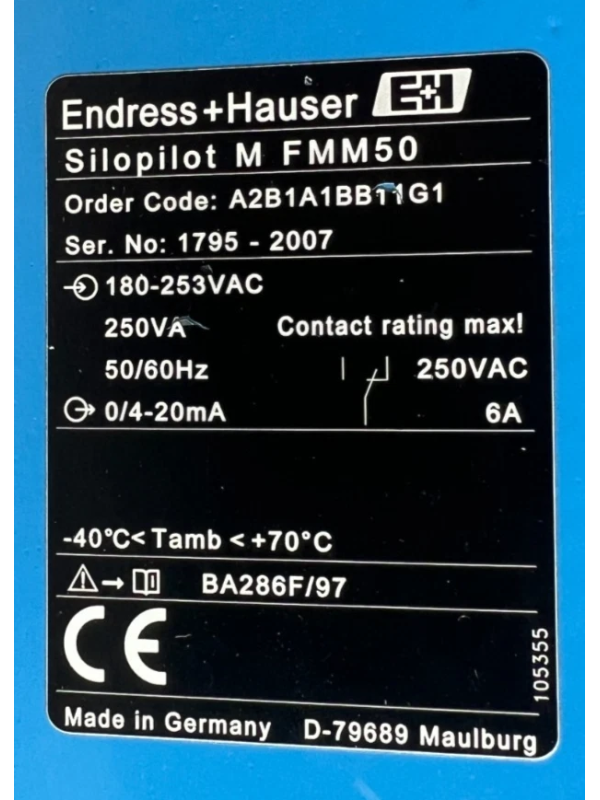 Endress+Hauser E+H
Silopilot M FMM50
Order Code: A2B1A1BB11G1
Ser. No: 1795 - 2007
180-253VAC
250VA Contact rating max!
50/60Hz 250VAC
0/4-20mA 6A
-40°C< Tamb < +70°C
BA286F/97
CE
105355
Made in Germany D-79689 Maulburg